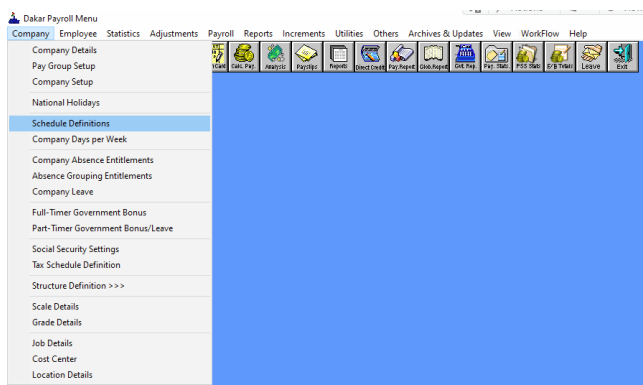 Dakar Payroll Menu
Company Employee Statistics Adjustments Payroll Reports Increments Utilities Others Archives & Updates View WorkFlow Help
Calc. Pay. Analysis Payslips Reports Direct Credit Pay.Report Glob.Report Gvt. Rep. Pay. Stats FSS Stats E/B Totals Leave Exit
Company Details
Pay Group Setup
Company Setup
National Holidays
Schedule Definitions
Company Days per Week
Company Absence Entitlements
Absence Grouping Entitlements
Company Leave
Full-Timer Government Bonus
Part-Timer Government Bonus/Leave
Social Security Settings
Tax Schedule Definition
Structure Definition >>>
Scale Details
Grade Details
Job Details
Cost Center
Location Details